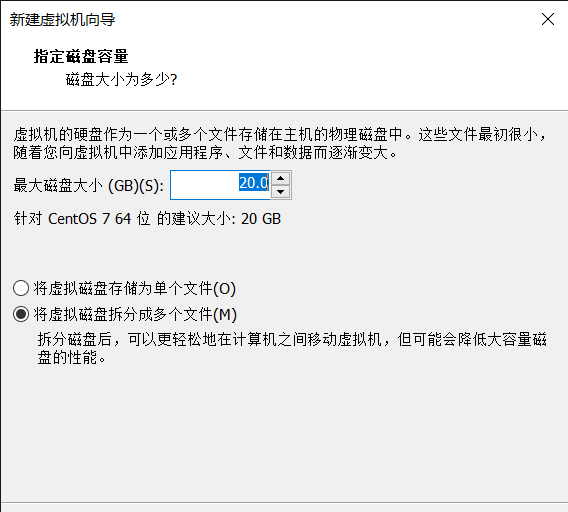 新建虚拟机向导
指定磁盘容量
磁盘大小为多少?
虚拟机的硬盘作为一个或多个文件存储在主机的物理磁盘中。这些文件最初很小，
随着您向虚拟机中添加应用程序、文件和数据而逐渐变大。
最大磁盘大小 (GB)(S): 20.0
针对 CentOS 7 64 位 的建议大小: 20 GB
将虚拟磁盘存储为单个文件(O)
将虚拟磁盘拆分成多个文件(M)
拆分磁盘后，可以更轻松地在计算机之间移动虚拟机，但可能会降低大容量磁
盘的性能。